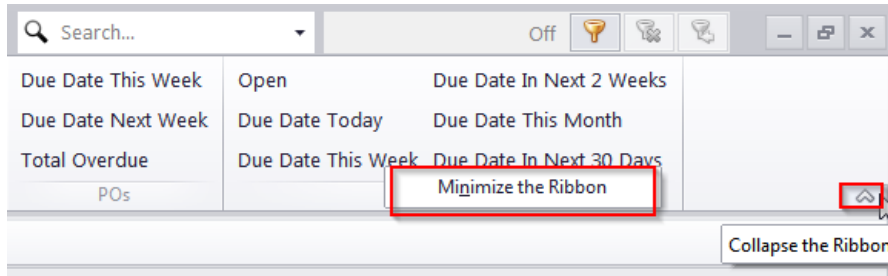 Search... Off
Due Date This Week Open Due Date In Next 2 Weeks
Due Date Next Week Due Date Today Due Date This Month
Total Overdue Due Date This Week Due Date In Next 30 Days
POs Minimize the Ribbon
Collapse the Ribbon